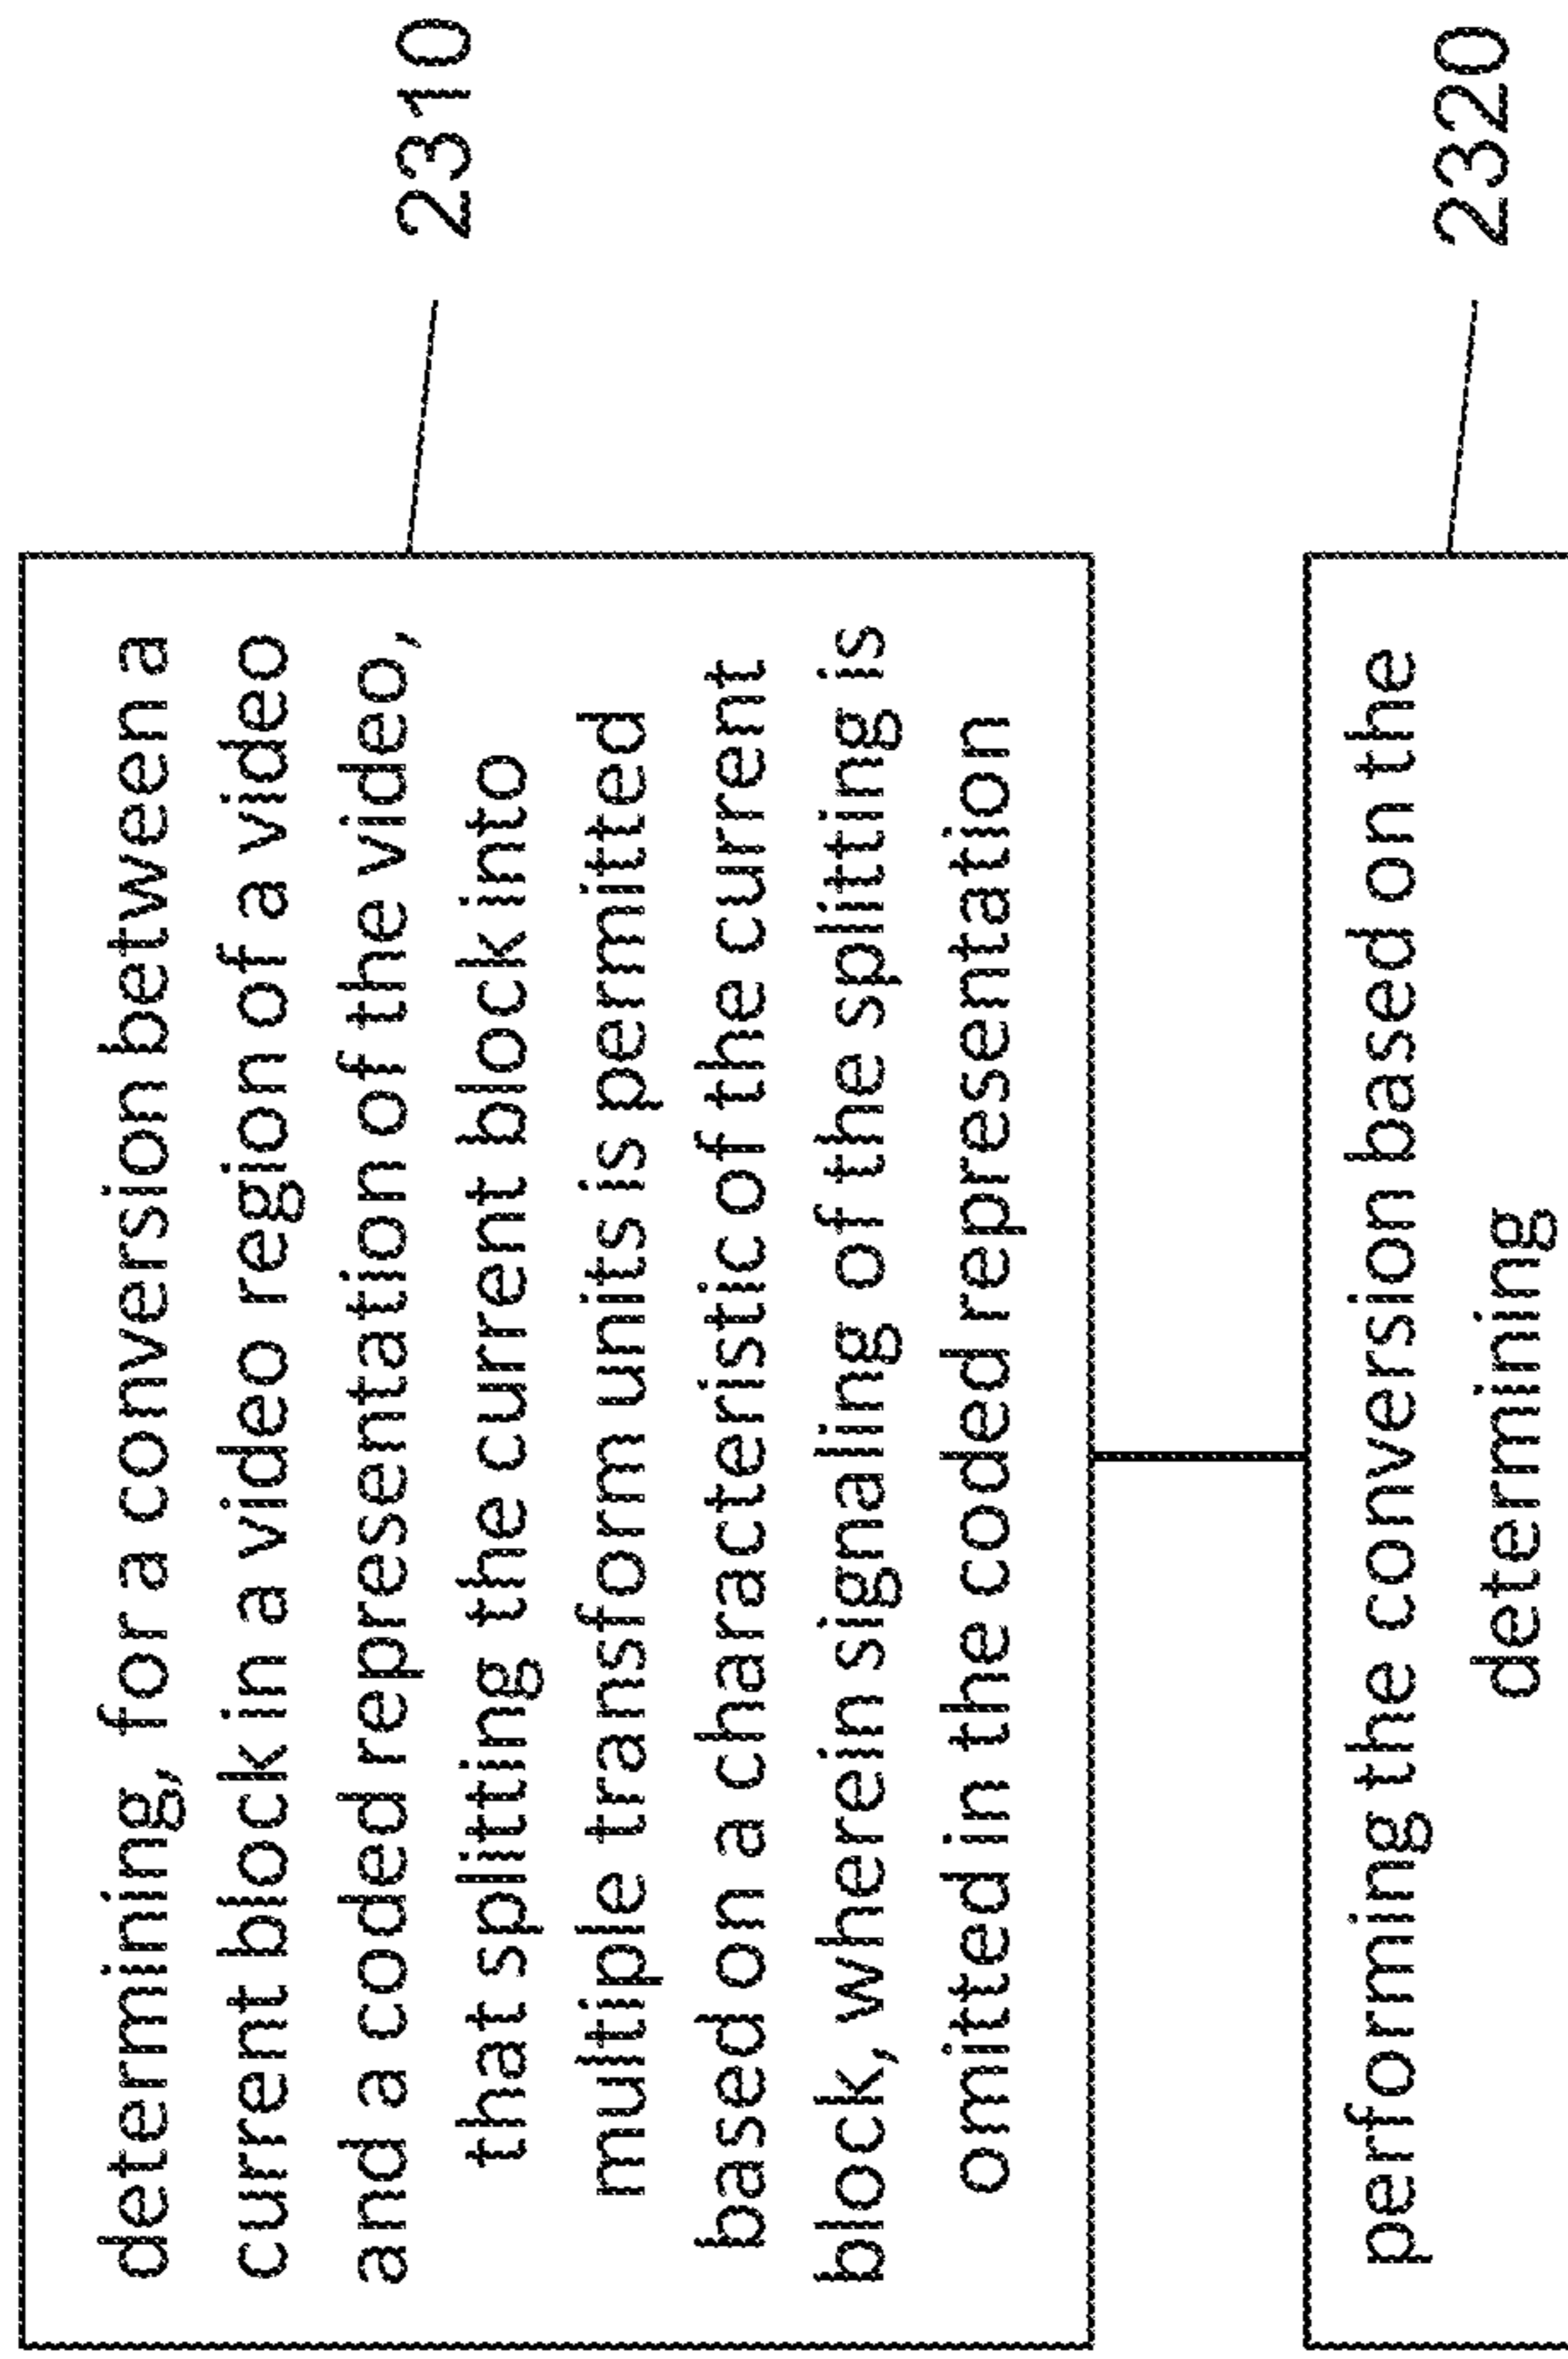 determining, for a conversion between a
current block in a video region of a video
and a coded representation of the video,
that splitting the current block into
multiple transform units is permitted
based on a characteristic of the current
block, wherein signaling of the splitting is
omitted in the coded representation
2310
performing the conversion based on the
determining
2320